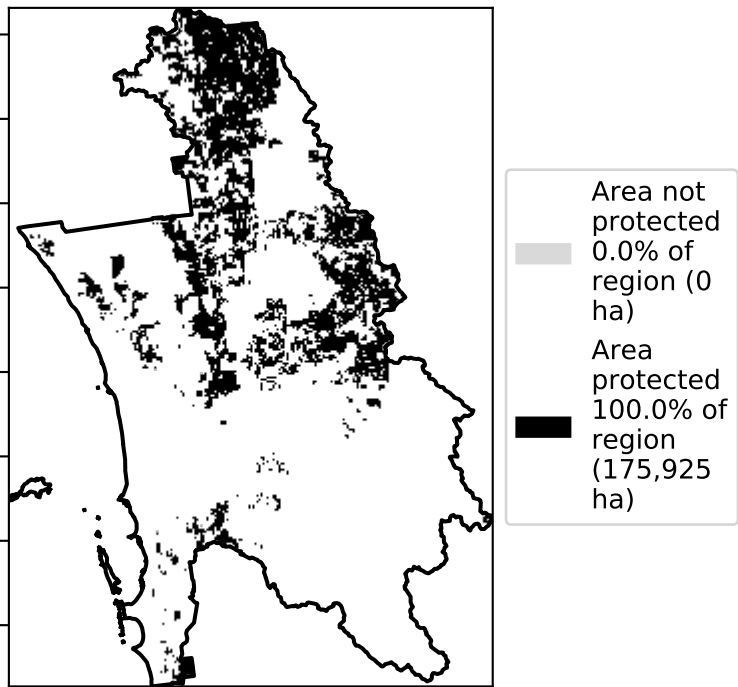 Area not
protected
0.0% of
region (0
ha)
Area
protected
100.0% of
region
(175,925
ha)